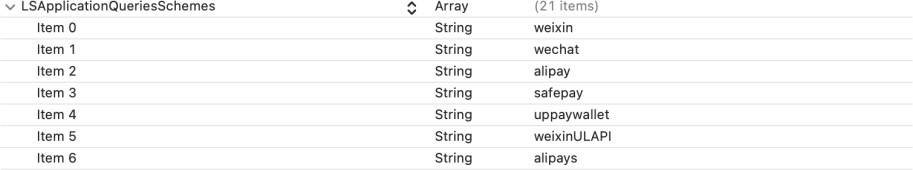 LSApplicationQueriesSchemes Array (21 items)
Item 0 String weixin
Item 1 String wechat
Item 2 String alipay
Item 3 String safepay
Item 4 String uppaywallet
Item 5 String weixinULAPI
Item 6 String alipays